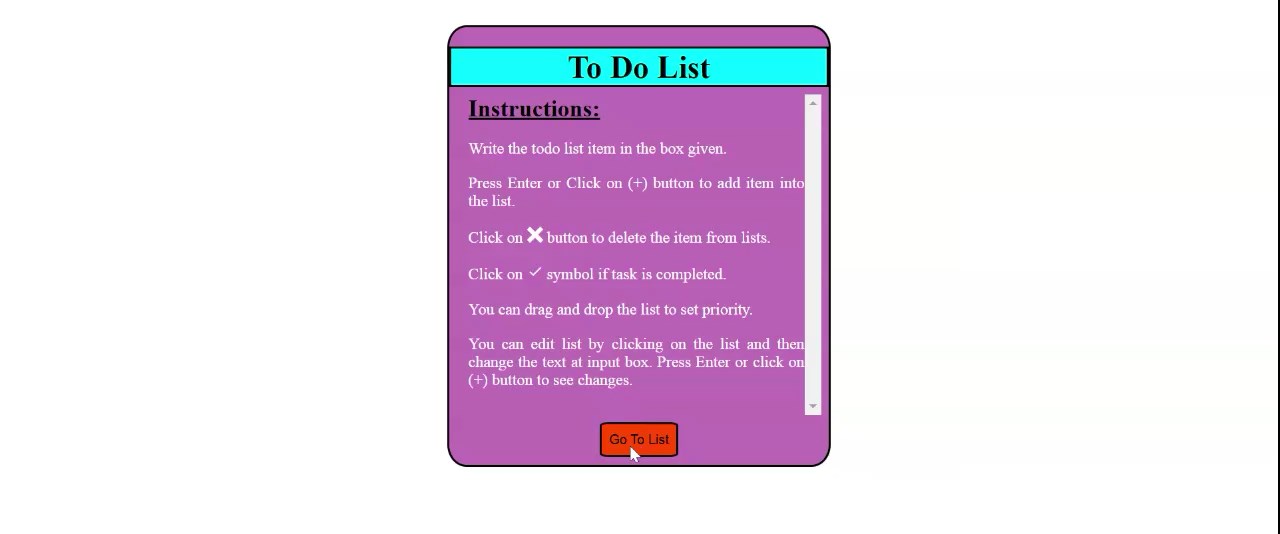 To Do List
Instructions:
Write the todo list item in the box given.
Press Enter or Click on (+) button to add item into
the list.
Click on ❌ button to delete the item from lists.
Click on ✓ symbol if task is completed.
You can drag and drop the list to set priority.
You can edit list by clicking on the list and then
change the text at input box. Press Enter or click on
(+) button to see changes.
Go To List